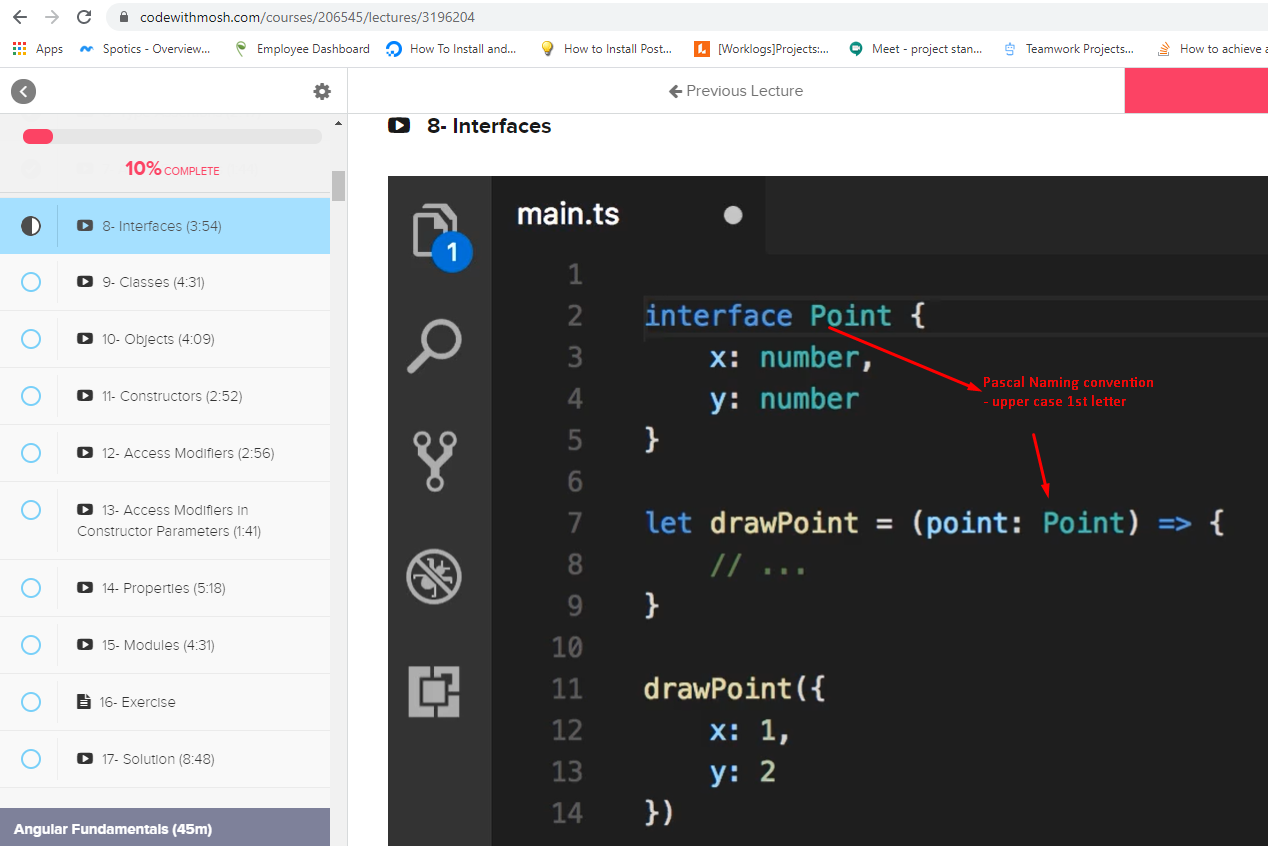 codewithmosh.com/courses/206545/lectures/3196204
Apps
Spotics - Overview...
Employee Dashboard
How To Install and...
How to Install Post...
[Worklogs]Projects:...
Meet - project stan...
Teamwork Projects...
How to achieve a
Previous Lecture
10% COMPLETE
8- Interfaces (3:54)
9- Classes (4:31)
10- Objects (4:09)
11- Constructors (2:52)
12- Access Modifiers (2:56)
13- Access Modifiers in
Constructor Parameters (1:41)
14- Properties (5:18)
15- Modules (4:31)
16- Exercise
17- Solution (8:48)
Angular Fundamentals (45m)
8- Interfaces
1
main.ts
1
2 interface Point {
3 x: number,
4 y: number
5 }
6
7 let drawPoint = (point: Point) => {
8 // ...
9 }
10
11 drawPoint({
12 x: 1,
13 y: 2
14 })
Pascal Naming convention
- upper case 1st letter